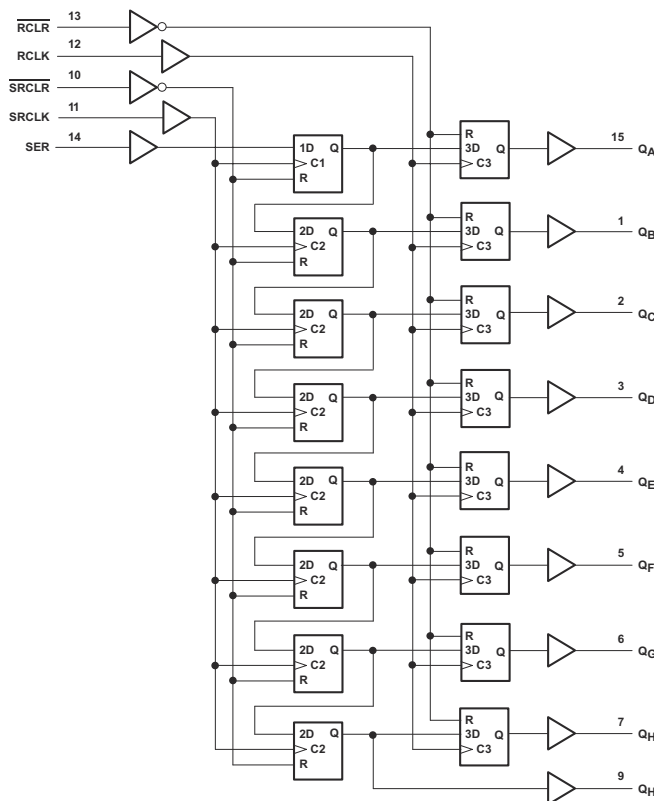 RCLR 13
RCLK 12
SRCLR 10
SRCLK 11
SER 14
1D Q C1 R
R 3D Q C3
15 QA
2D Q C2 R
R 3D Q C3
1 QB
2D Q C2 R
R 3D Q C3
2 QC
2D Q C2 R
R 3D Q C3
3 QD
2D Q C2 R
R 3D Q C3
4 QE
2D Q C2 R
R 3D Q C3
5 QF
2D Q C2 R
R 3D Q C3
6 QG
2D Q C2 R
R 3D Q C3
7 QH
9 QH